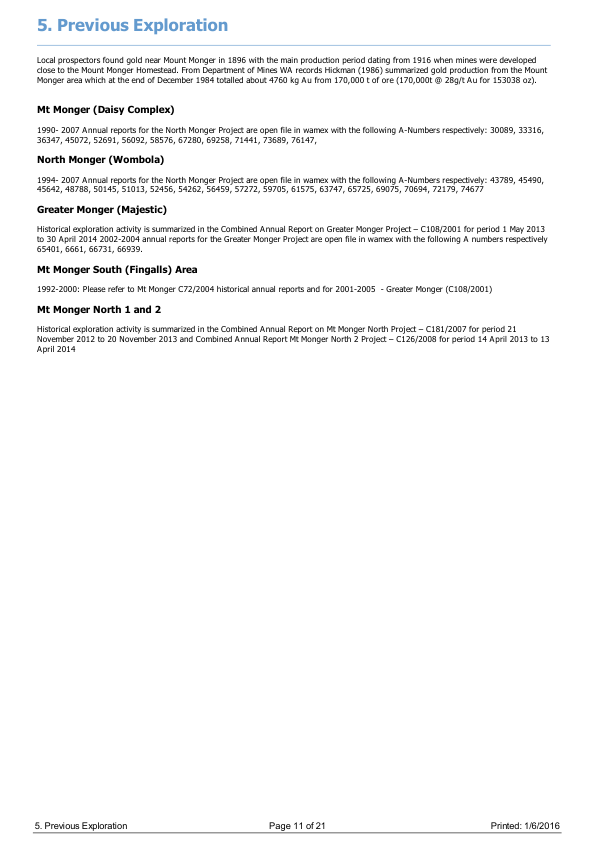 5. Previous Exploration
Local prospectors found gold near Mount Monger in 1896 with the main production period dating from 1916 when mines were developed
close to the Mount Monger Homestead. From Department of Mines WA records Hickman (1986) summarized gold production from the Mount
Monger area which at the end of December 1984 totalled about 4760 kg Au from 170,000 t of ore (170,000t @ 28g/t Au for 153038 oz).
Mt Monger (Daisy Complex)
1990- 2007 Annual reports for the North Monger Project are open file in wamex with the following A-Numbers respectively: 30089, 33316,
36347, 45072, 52691, 56092, 58576, 67280, 69258, 71441, 73689, 76147,
North Monger (Wombola)
1994- 2007 Annual reports for the North Monger Project are open file in wamex with the following A-Numbers respectively: 43789, 45490,
45642, 48788, 50145, 51013, 52456, 54262, 56459, 57272, 59705, 61575, 63747, 65725, 69075, 70694, 72179, 74677
Greater Monger (Majestic)
Historical exploration activity is summarized in the Combined Annual Report on Greater Monger Project – C108/2001 for period 1 May 2013
to 30 April 2014 2002-2004 annual reports for the Greater Monger Project are open file in wamex with the following A numbers respectively
65401, 6661, 66731, 66939.
Mt Monger South (Fingalls) Area
1992-2000: Please refer to Mt Monger C72/2004 historical annual reports and for 2001-2005  - Greater Monger (C108/2001)
Mt Monger North 1 and 2
Historical exploration activity is summarized in the Combined Annual Report on Mt Monger North Project – C181/2007 for period 21
November 2012 to 20 November 2013 and Combined Annual Report Mt Monger North 2 Project – C126/2008 for period 14 April 2013 to 13
April 2014
5. Previous Exploration Page 11 of 21 Printed: 1/6/2016